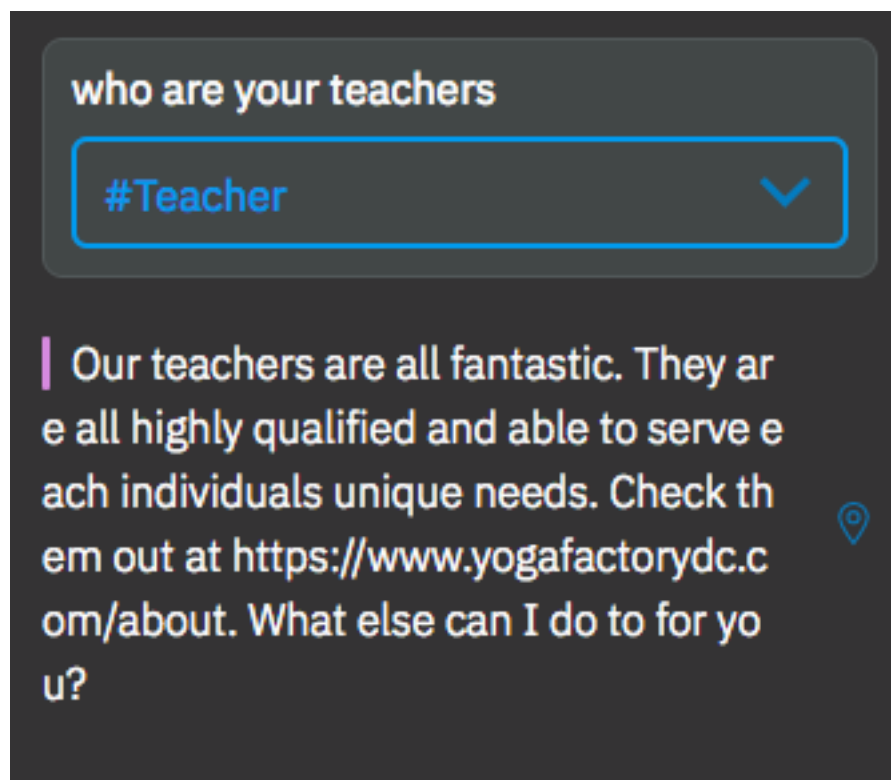 who are your teachers
#Teacher
Our teachers are all fantastic. They ar
e all highly qualified and able to serve e
ach individuals unique needs. Check th
em out at https://www.yogafactorydc.c
om/about. What else can I do to for yo
u?